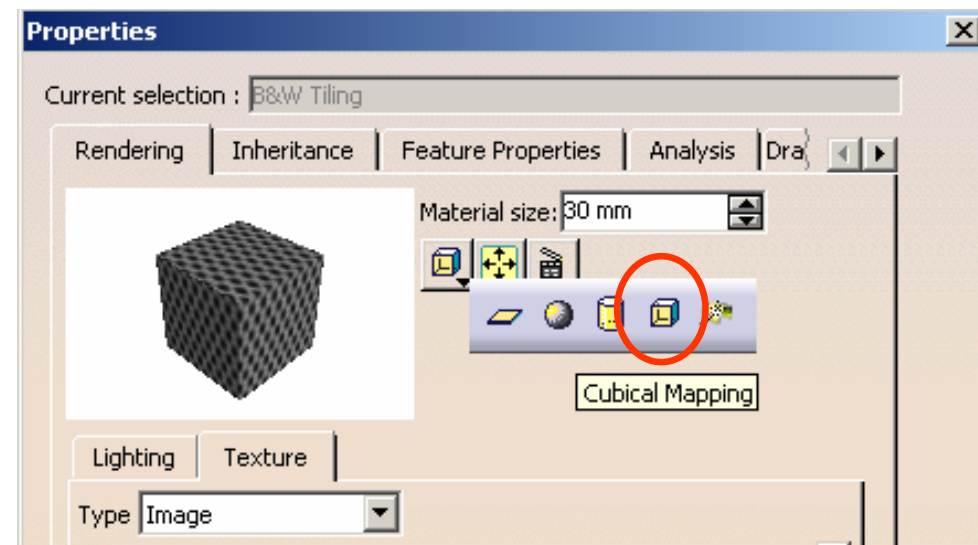 Properties
Current selection : B&W Tiling
Rendering Inheritance Feature Properties Analysis Dra
Material size: 30 mm
Cubical Mapping
Lighting Texture
Type Image